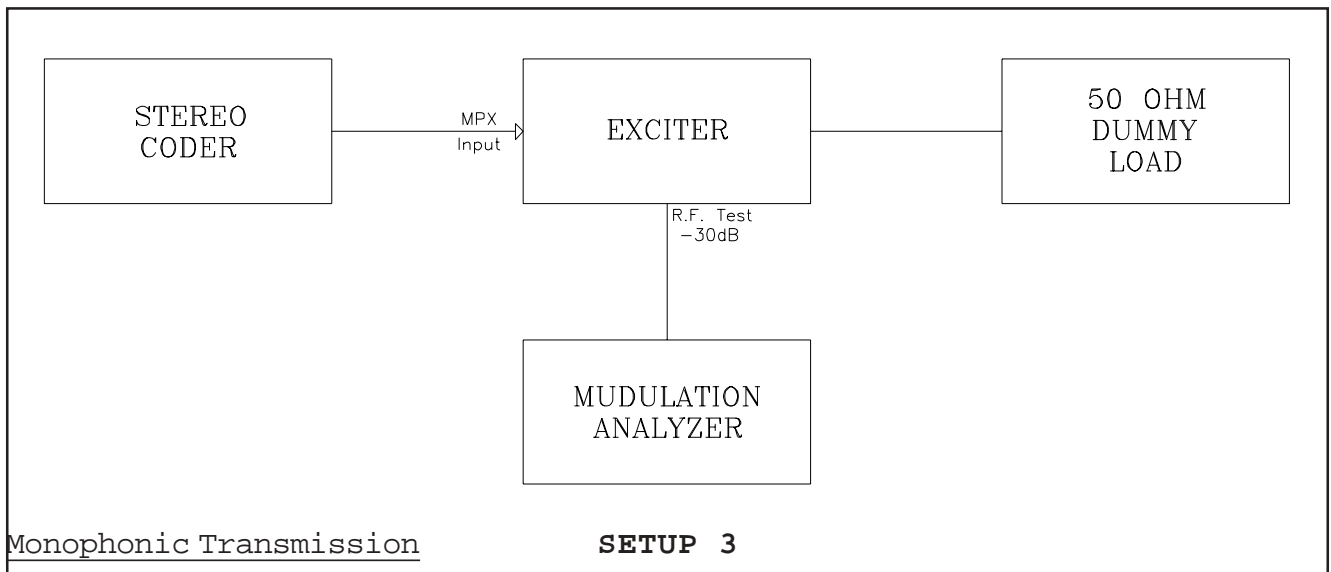 STEREO
CODER
MPX
Input
EXCITER
50 OHM
DUMMY
LOAD
R.F. Test
-30dB
MUDULATION
ANALYZER
Monophonic Transmission
SETUP 3